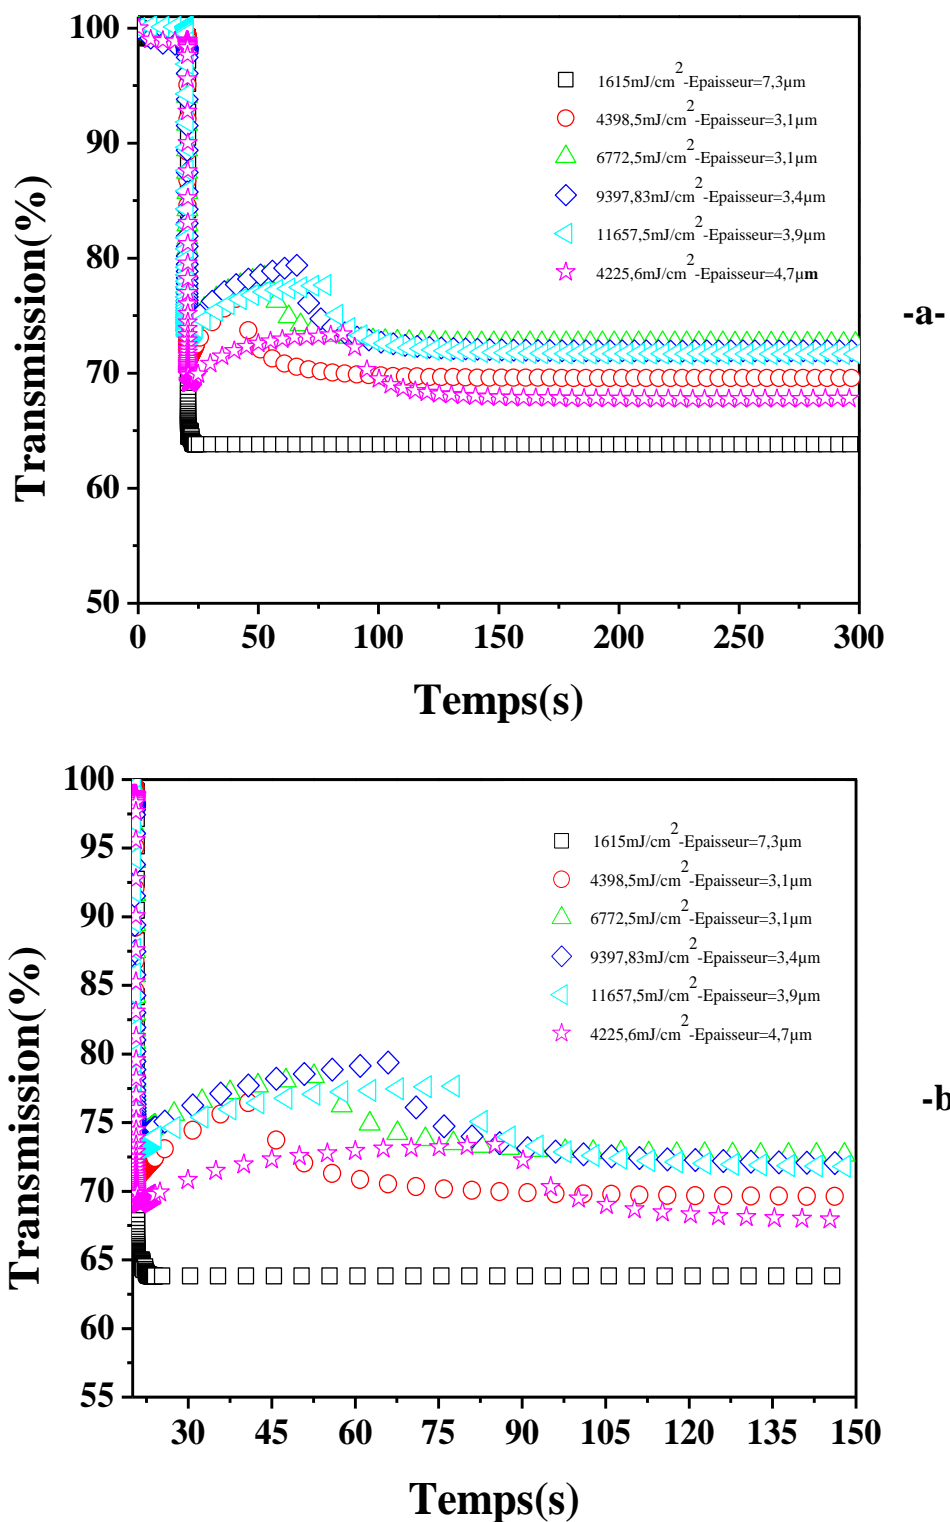 100
90
80
70
60
50
Transmission(%)
1615mJ/cm²-Epaisseur=7,3µm
4398,5mJ/cm²-Epaisseur=3,1µm
6772,5mJ/cm²-Epaisseur=3,1µm
9397,83mJ/cm²-Epaisseur=3,4µm
11657,5mJ/cm²-Epaisseur=3,9µm
4225,6mJ/cm²-Epaisseur=4,7µm
-a-
0 50 100 150 200 250 300
Temps(s)
100
95
90
85
80
75
70
65
60
55
Transmission(%)
1615mJ/cm²-Epaisseur=7,3µm
4398,5mJ/cm²-Epaisseur=3,1µm
6772,5mJ/cm²-Epaisseur=3,1µm
9397,83mJ/cm²-Epaisseur=3,4µm
11657,5mJ/cm²-Epaisseur=3,9µm
4225,6mJ/cm²-Epaisseur=4,7µm
-b
30 45 60 75 90 105 120 135 150
Temps(s)